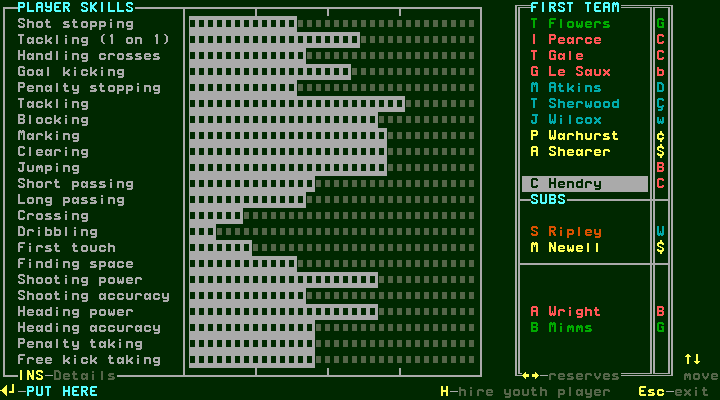 PLAYER SKILLS
Shot stopping
Tackling (1 on 1)
Handling crosses
Goal kicking
Penalty stopping
Tackling
Blocking
Marking
Clearing
Jumping
Short passing
Long passing
Crossing
Dribbling
First touch
Finding space
Shooting power
Shooting accuracy
Heading power
Heading accuracy
Penalty taking
Free kick taking
INS-Details
PUT HERE
FIRST TEAM
T Flowers G
I Pearce C
T Gale C
G Le Saux b
M Atkins D
T Sherwood Ç
J Wilcox w
P Warhurst ¢
A Shearer $
B
C Hendry C
SUBS
S Ripley W
M Newell $
A Wright B
B Mimms G
↑↓
←→-reserves move
H-hire youth player Esc-exit